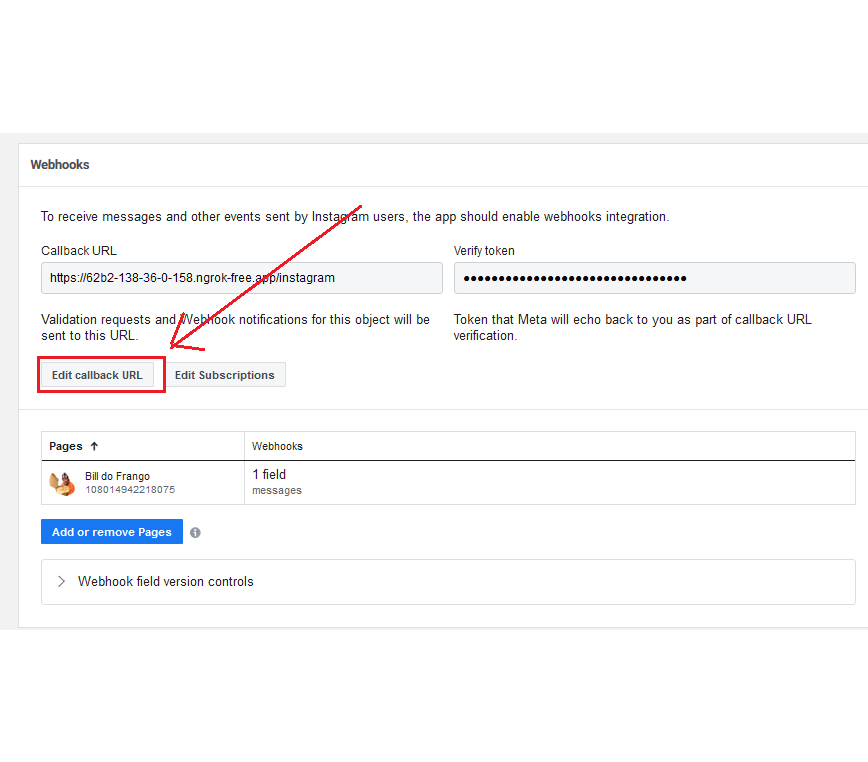 Webhooks
To receive messages and other events sent by Instagram users, the app should enable webhooks integration.
Callback URL
Verify token
https://62b2-138-36-0-158.ngrok-free.app/instagram
••••••••••••••••••••••••••••••••
Validation requests and Webhook notifications for this object will be
sent to this URL.
Token that Meta will echo back to you as part of callback URL
verification.
Edit callback URL
Edit Subscriptions
Pages ↑
Webhooks
Bill do Frango
108014942218075
1 field
messages
Add or remove Pages
Webhook field version controls